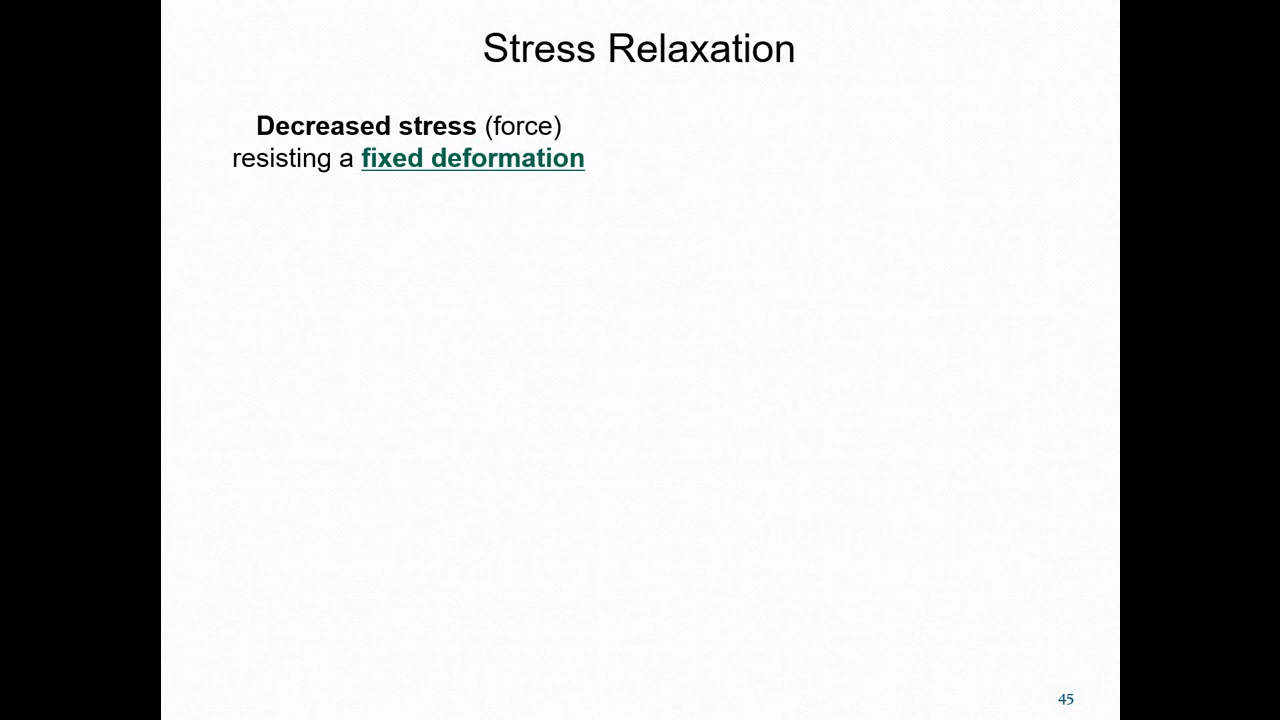 Stress Relaxation
Decreased stress (force)
resisting a fixed deformation
45